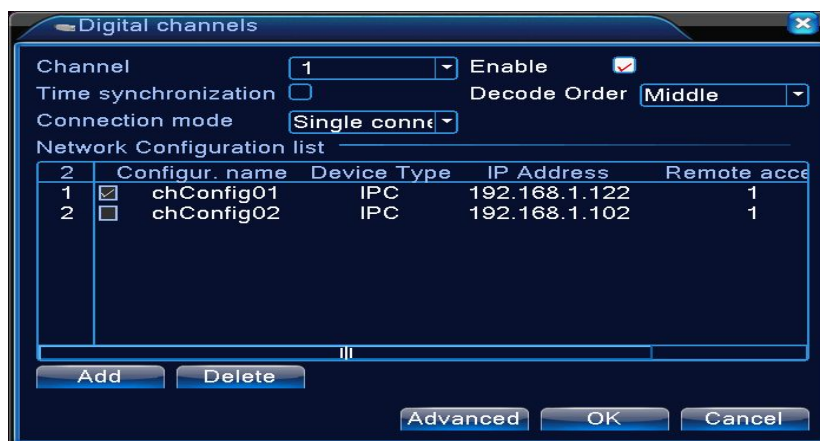 Digital channels
Channel 1 Enable
Time synchronization Decode Order Middle
Connection mode Single conne
Network Configuration list
2 Configur. name Device Type IP Address Remote acce
1 chConfig01 IPC 192.168.1.122 1
2 chConfig02 IPC 192.168.1.102 1
Add Delete
Advanced OK Cancel